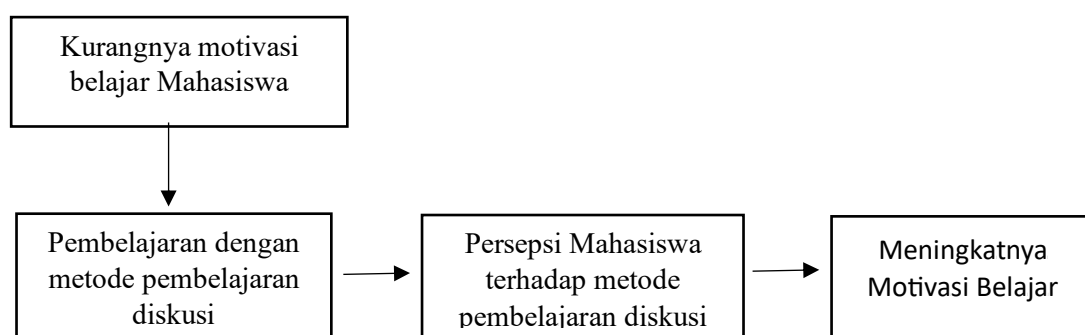 Kurangnya motivasi
belajar Mahasiswa
Pembelajaran dengan
metode pembelajaran
diskusi
Persepsi Mahasiswa
terhadap metode
pembelajaran diskusi
Meningkatnya
Motivasi Belajar